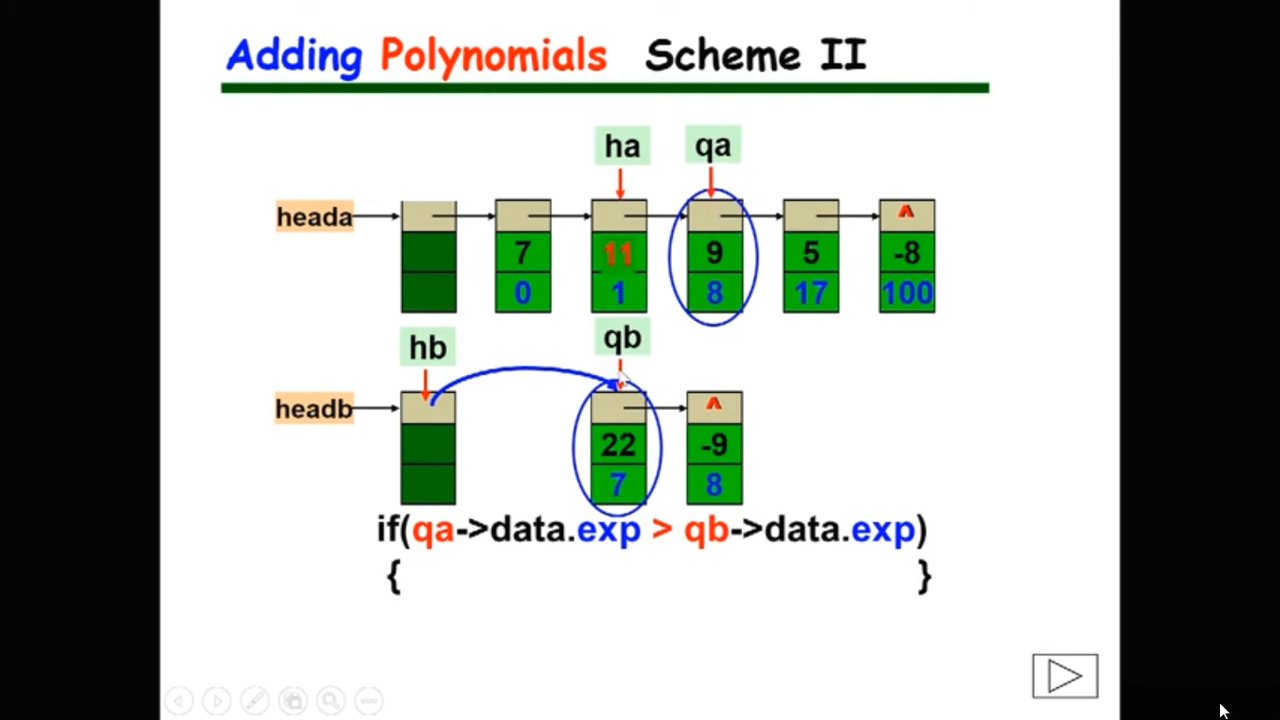 Adding Polynomials Scheme II
ha qa
heada
^
7 11 9 5 -8
0 1 8 17 100
hb qb
headb
^
22 -9
7 8
if(qa->data.exp > qb->data.exp)
{ }